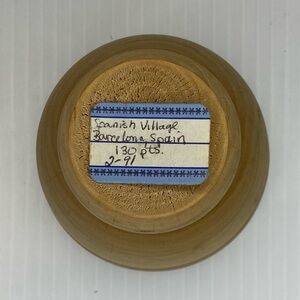 Spanish Village
Barcelona, Spain
130 pts.
2-91